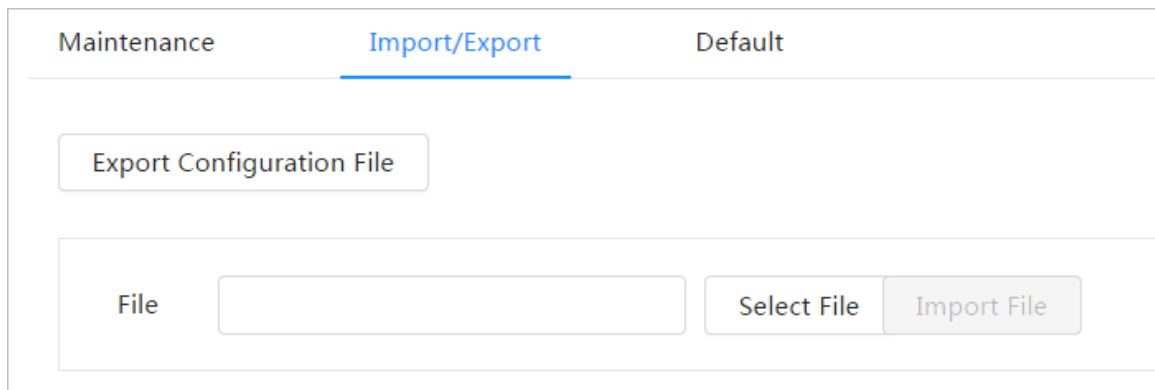 Maintenance Import/Export Default
Export Configuration File
File Select File Import File